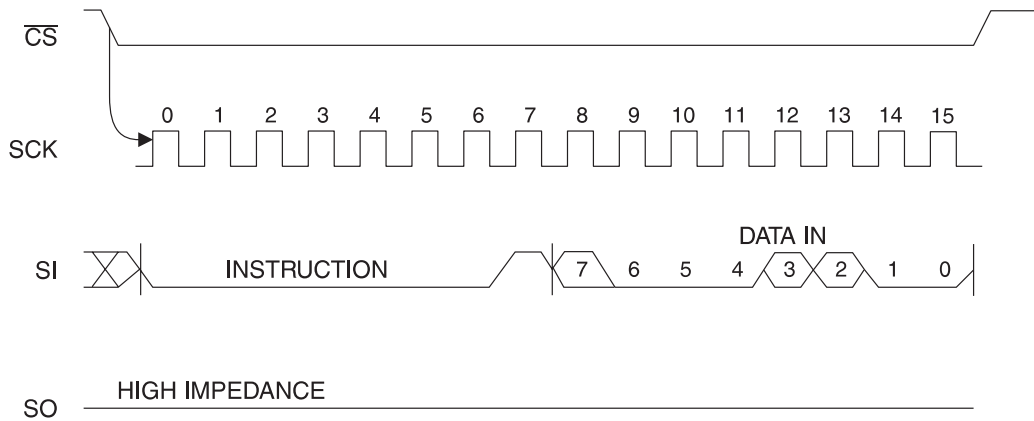 CS
0 1 2 3 4 5 6 7 8 9 10 11 12 13 14 15
SCK
DATA IN
SI INSTRUCTION 7 6 5 4 3 2 1 0
HIGH IMPEDANCE
SO